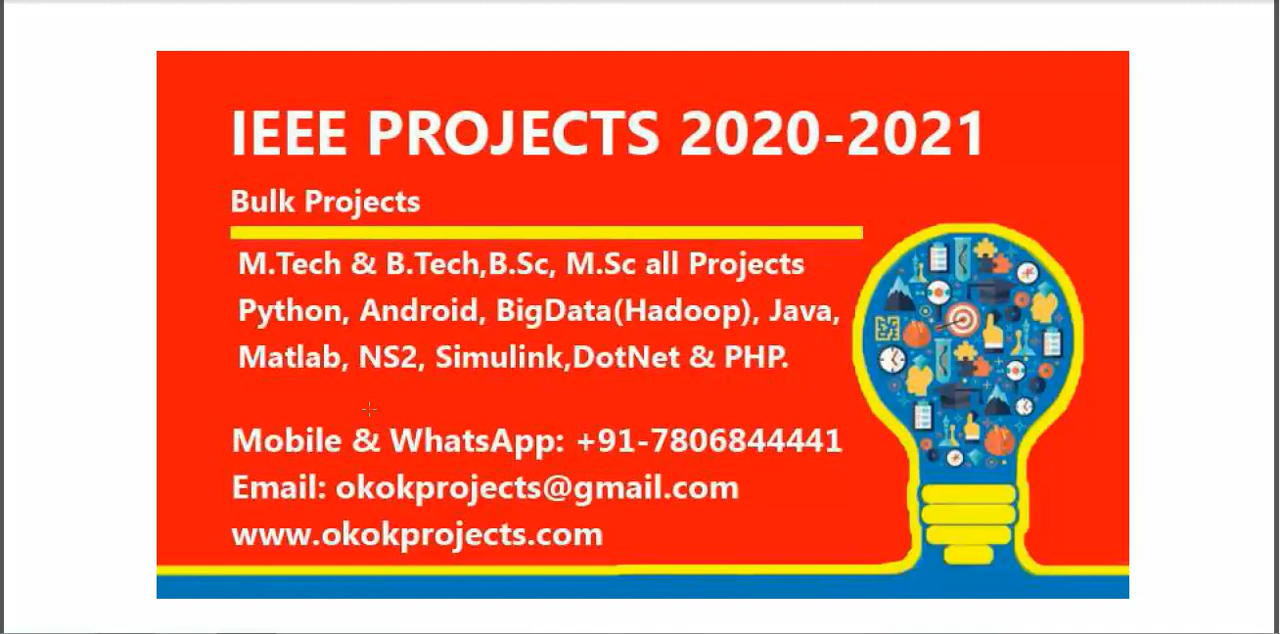 IEEE PROJECTS 2020-2021
Bulk Projects
M.Tech & B.Tech,B.Sc, M.Sc all Projects
Python, Android, BigData(Hadoop), Java,
Matlab, NS2, Simulink,DotNet & PHP.
Mobile & WhatsApp: +91-7806844441
Email: okokprojects@gmail.com
www.okokprojects.com